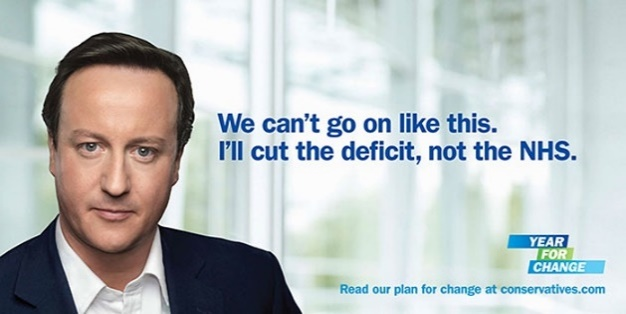 We can't go on like this.
I'll cut the deficit, not the NHS.
YEAR
FOR
CHANGE
Read our plan for change at conservatives.com